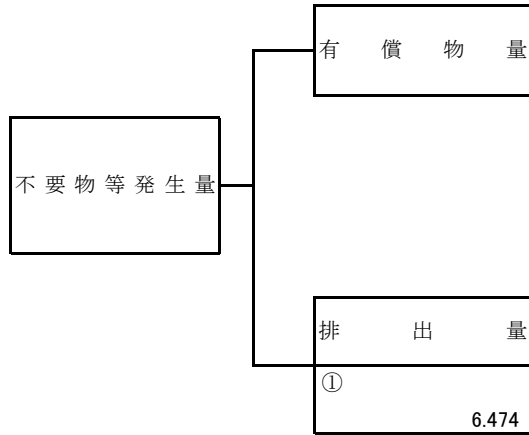 有償物量
不要物等発生量
排出量
①
6.474